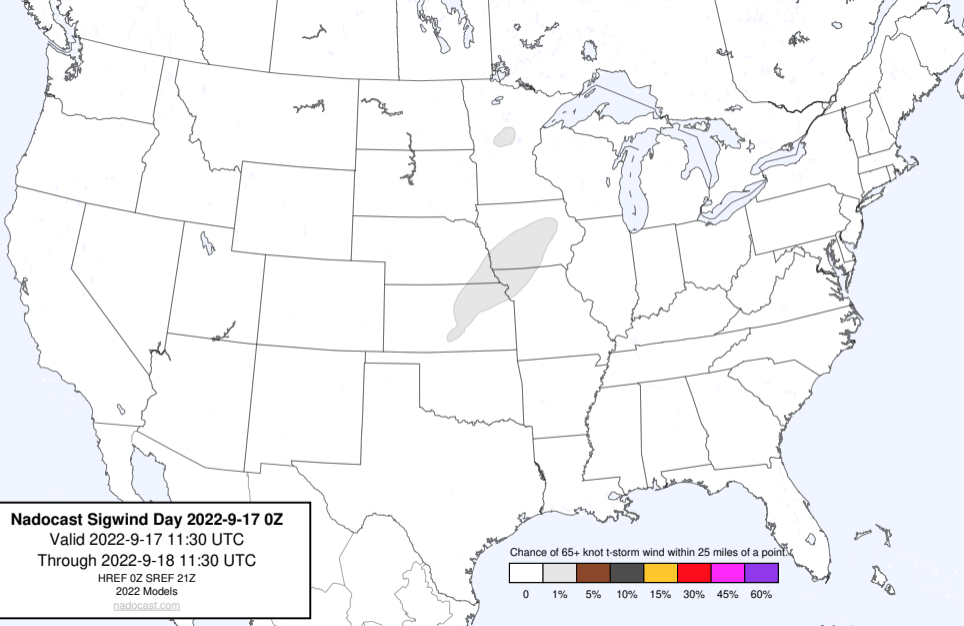 Nadocast Sigwind Day 2022-9-17 0Z
Valid 2022-9-17 11:30 UTC
Through 2022-9-18 11:30 UTC
HREF 0Z SREF 21Z
2022 Models
nadocast.com
Chance of 65+ knot t-storm wind within 25 miles of a point.
0 1% 5% 10% 15% 30% 45% 60%